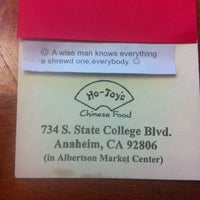 ☺ A wise man knows everything
a shrewd one,everybody. ☺
Ho-Toy's
Chinese Food
734 S. State College Blvd.
Anaheim, CA 92806
(in Albertson Market Center)